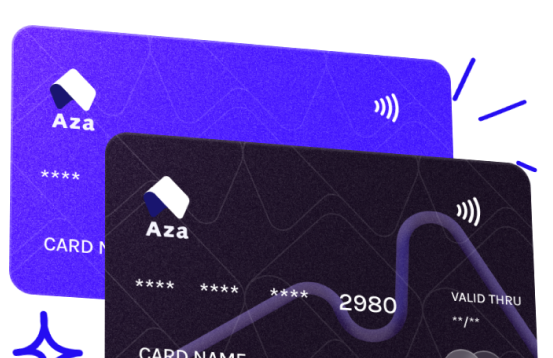 Aza
****
CARD N
Aza
**** **** **** 2980
VALID THRU
**/**
CARD NAME